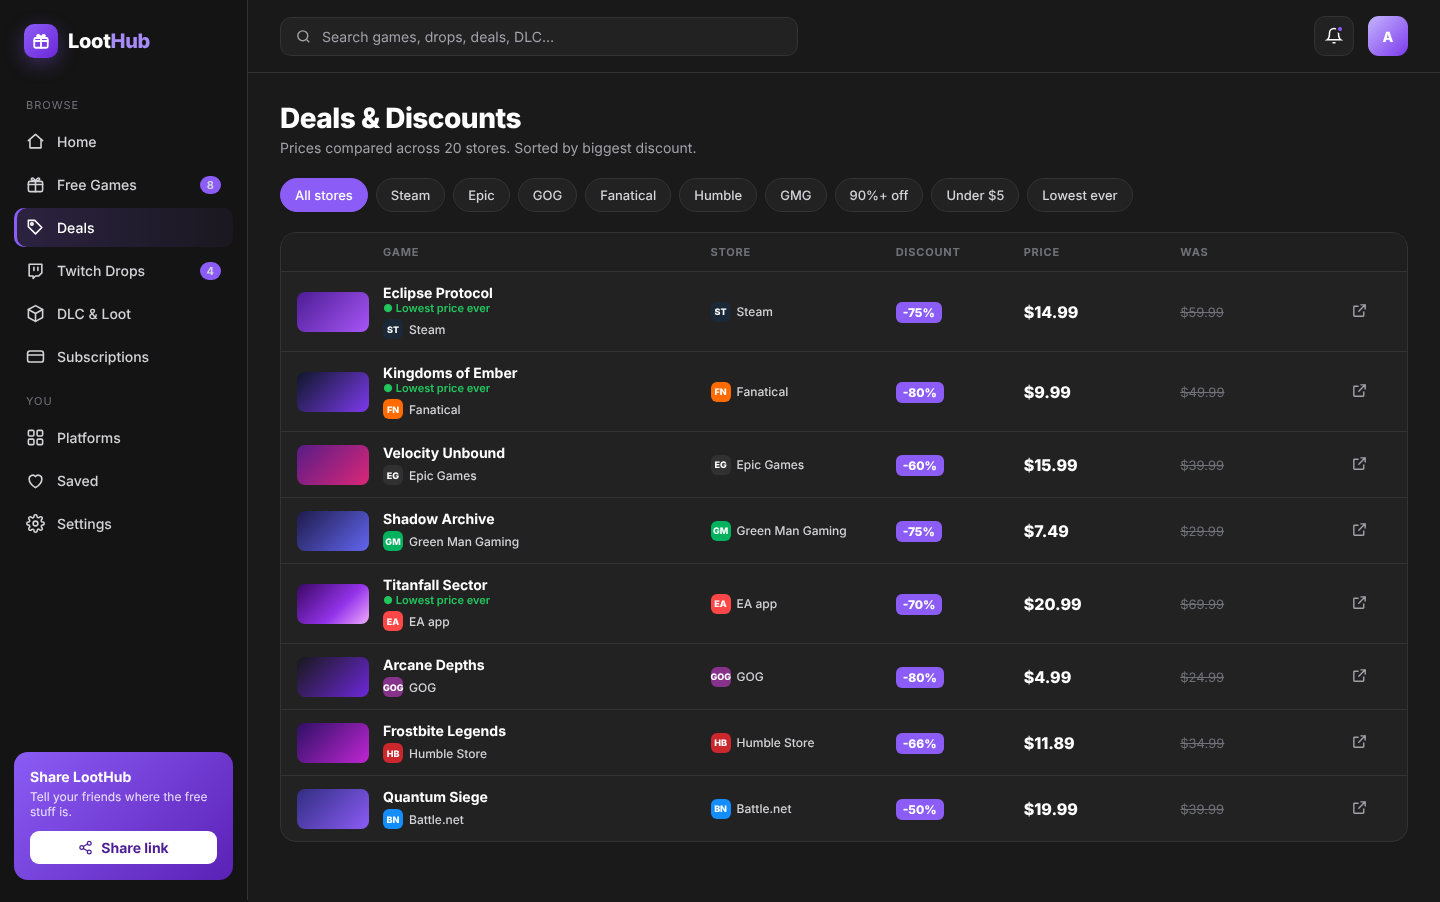 LootHub
Search games, drops, deals, DLC...
A
BROWSE
Home
Free Games 8
Deals
Twitch Drops 4
DLC & Loot
Subscriptions
YOU
Platforms
Saved
Settings
Share LootHub
Tell your friends where the free
stuff is.
Share link
Deals & Discounts
Prices compared across 20 stores. Sorted by biggest discount.
All stores Steam Epic GOG Fanatical Humble GMG 90%+ off Under $5 Lowest ever
GAME STORE DISCOUNT PRICE WAS
Eclipse Protocol
Lowest price ever
ST Steam
ST Steam -75% $14.99 $59.99
Kingdoms of Ember
Lowest price ever
FN Fanatical
FN Fanatical -80% $9.99 $49.99
Velocity Unbound
EG Epic Games
EG Epic Games -60% $15.99 $39.99
Shadow Archive
GM Green Man Gaming
GM Green Man Gaming -75% $7.49 $29.99
Titanfall Sector
Lowest price ever
EA EA app
EA EA app -70% $20.99 $69.99
Arcane Depths
GOG GOG
GOG GOG -80% $4.99 $24.99
Frostbite Legends
HB Humble Store
HB Humble Store -66% $11.89 $34.99
Quantum Siege
BN Battle.net
BN Battle.net -50% $19.99 $39.99